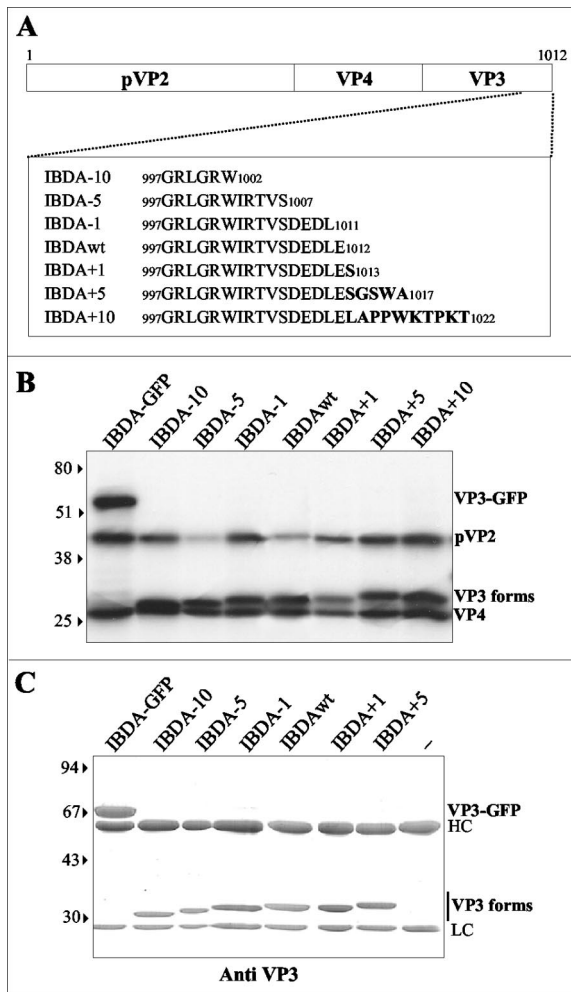 A
1 1012
pVP2 VP4 VP3
IBDA-10 997GRLGRW1002
IBDA-5 997GRLGRWIRTVS1007
IBDA-1 997GRLGRWIRTVSDEDL1011
IBDAwt 997GRLGRWIRTVSDEDLE1012
IBDA+1 997GRLGRWIRTVSDEDLES1013
IBDA+5 997GRLGRWIRTVSDEDLESGSWA1017
IBDA+10 997GRLGRWIRTVSDEDLELAPPWKTPKT1022
B
IBDA-GFP IBDA-10 IBDA-5 IBDA-1 IBDAwt IBDA+1 IBDA+5 IBDA+10
80
VP3-GFP
51
pVP2
38
VP3 forms
VP4
25
C
IBDA-GFP IBDA-10 IBDA-5 IBDA-1 IBDAwt IBDA+1 IBDA+5 –
94
67 VP3-GFP
HC
43
VP3 forms
30
LC
Anti VP3